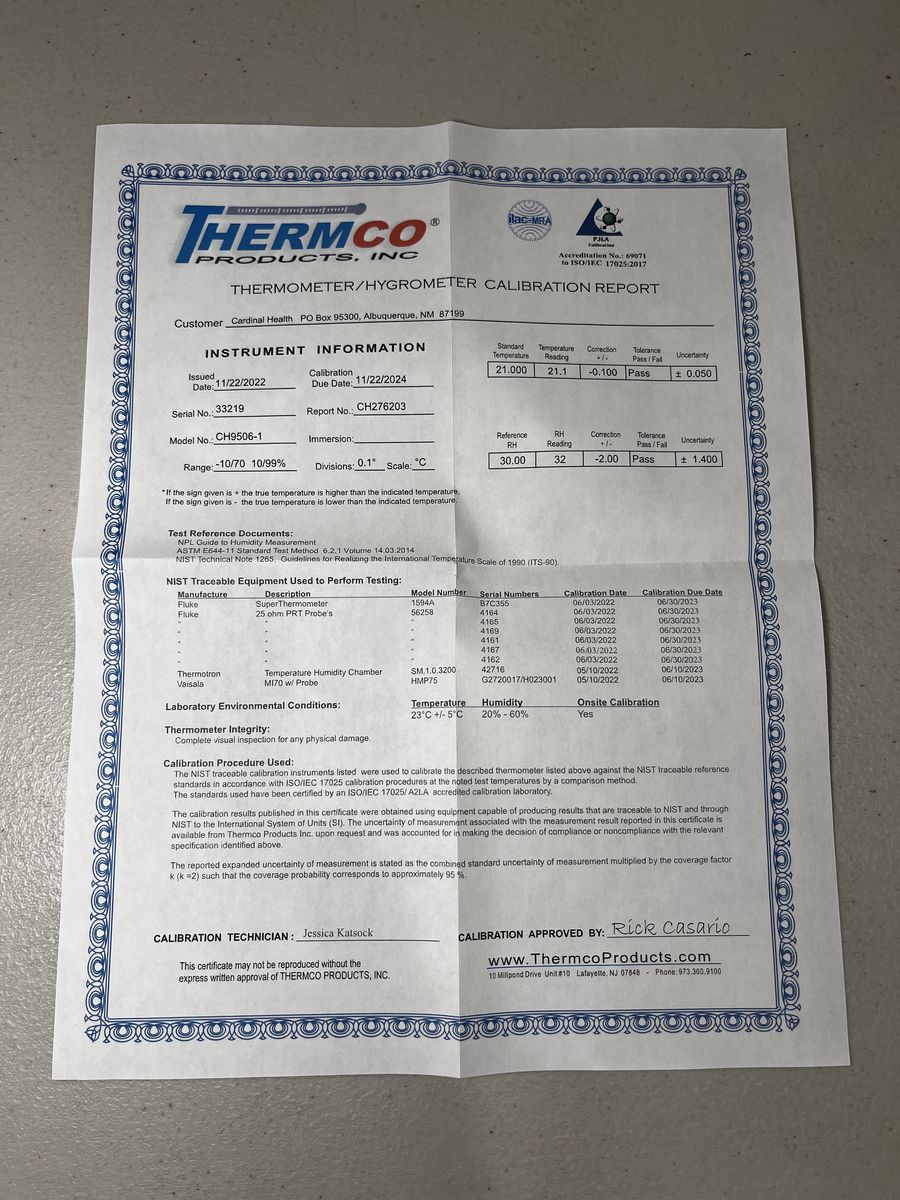 THERMCO®
PRODUCTS, INC
ilac-MRA
PJLA
Calibration
Accreditation No.: 69071
to ISO/IEC 17025:2017
THERMOMETER/HYGROMETER CALIBRATION REPORT
Customer Cardinal Health PO Box 95300, Albuquerque, NM 87199
INSTRUMENT INFORMATION
Issued Date: 11/22/2022 Calibration Due Date: 11/22/2024
Serial No.: 33219 Report No.: CH276203
Model No.: CH9506-1 Immersion:
Range: -10/70 10/99% Divisions: 0.1° Scale: °C
Standard Temperature Temperature Reading Correction +/- Tolerance Pass / Fail Uncertainty
21.000 21.1 -0.100 Pass ± 0.050
Reference RH RH Reading Correction +/- Tolerance Pass / Fail Uncertainty
30.00 32 -2.00 Pass ± 1.400
*If the sign given is + the true temperature is higher than the indicated temperature,
If the sign given is - the true temperature is lower than the indicated temperature.
Test Reference Documents:
NPL Guide to Humidity Measurement
ASTM E644-11 Standard Test Method 6.2.1 Volume 14.03.2014
NIST Technical Note 1265, Guidelines for Realizing the International Temperature Scale of 1990 (ITS-90).
NIST Traceable Equipment Used to Perform Testing:
Manufacture Description Model Number Serial Numbers Calibration Date Calibration Due Date
Fluke SuperThermometer 1594A B7C355 06/03/2022 06/30/2023
Fluke 25 ohm PRT Probe's 56258 4164 06/03/2022 06/30/2023
" " " 4165 06/03/2022 06/30/2023
" " " 4169 06/03/2022 06/30/2023
" " " 4161 06/03/2022 06/30/2023
" " " 4167 06/03/2022 06/30/2023
" " " 4162 06/03/2022 06/30/2023
Thermotron Temperature Humidity Chamber SM.1.0.3200 42716 05/10/2022 06/10/2023
Vaisala MI70 w/ Probe HMP75 G2720017/H023001 05/10/2022 06/10/2023
Laboratory Environmental Conditions: Temperature Humidity Onsite Calibration
23°C +/- 5°C 20% - 60% Yes
Thermometer Integrity:
Complete visual inspection for any physical damage.
Calibration Procedure Used:
The NIST traceable calibration instruments listed were used to calibrate the described thermometer listed above against the NIST traceable reference
standards in accordance with ISO/IEC 17025 calibration procedures at the noted test temperatures by a comparison method.
The standards used have been certified by an ISO/IEC 17025/ A2LA accredited calibration laboratory.
The calibration results published in this certificate were obtained using equipment capable of producing results that are traceable to NIST and through
NIST to the International System of Units (SI). The uncertainty of measurement associated with the measurement result reported in this certificate is
available from Thermco Products Inc. upon request and was accounted for in making the decision of compliance or noncompliance with the relevant
specification identified above.
The reported expanded uncertainty of measurement is stated as the combined standard uncertainty of measurement multiplied by the coverage factor
k (k =2) such that the coverage probability corresponds to approximately 95 %.
CALIBRATION TECHNICIAN : Jessica Katsock
CALIBRATION APPROVED BY: Rick Casario
This certificate may not be reproduced without the
express written approval of THERMCO PRODUCTS, INC.
www.ThermcoProducts.com
10 Millpond Drive Unit #10 Lafayette, NJ 07848 - Phone: 973.300.9100